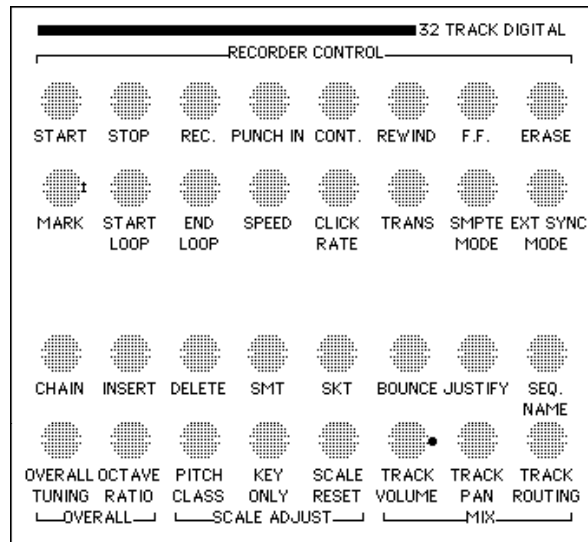 32 TRACK DIGITAL
RECORDER CONTROL
START STOP REC. PUNCH IN CONT. REWIND F.F. ERASE
MARK START END SPEED CLICK TRANS SMPTE EXT SYNC
LOOP LOOP RATE MODE MODE
CHAIN INSERT DELETE SMT SKT BOUNCE JUSTIFY SEQ.
NAME
OVERALL OCTAVE PITCH KEY SCALE TRACK TRACK TRACK
TUNING RATIO CLASS ONLY RESET VOLUME PAN ROUTING
OVERALL SCALE ADJUST MIX